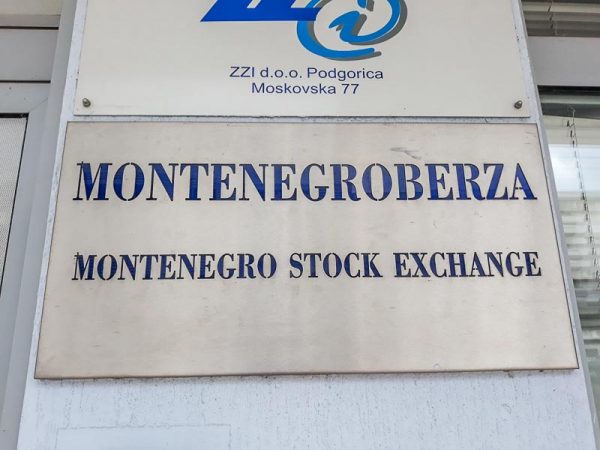 ZZI d.o.o. Podgorica
Moskovska 77
MONTENEGROBERZA
MONTENEGRO STOCK EXCHANGE